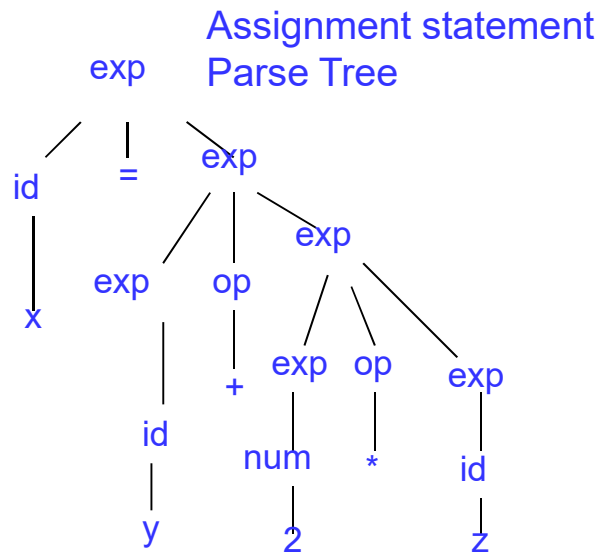 Assignment statement
exp Parse Tree
id = exp
exp
exp op
x
exp op exp
+
id
num * id
y 2 z